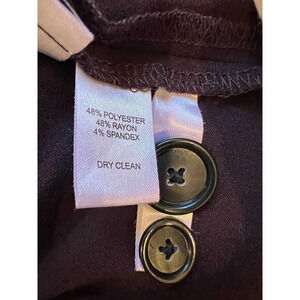 48% POLYESTER
48% RAYON
4% SPANDEX
DRY CLEAN